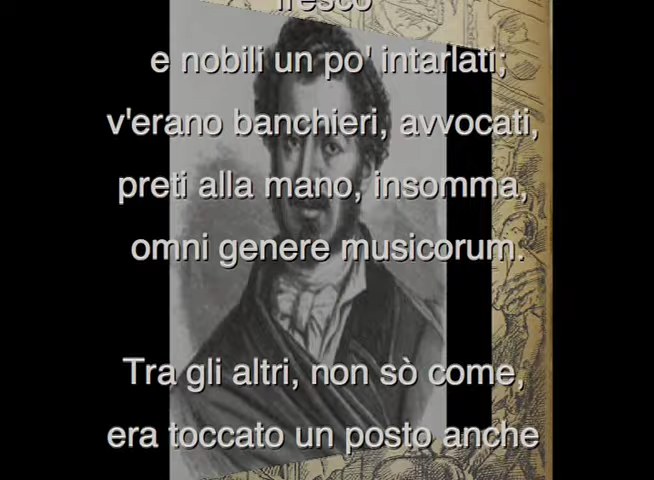 fresco
e nobili un po' intarlati;
v'erano banchieri, avvocati,
preti alla mano, insomma,
omni genere musicorum.
Tra gli altri, non sò come,
era toccato un posto anche